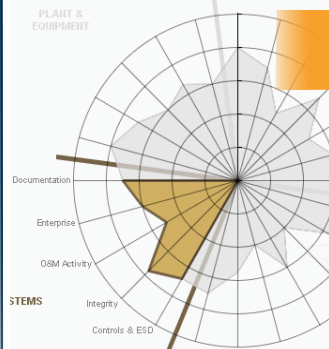 PLANT &
EQUIPMENT
Documentation
Enterprise
O&M Activity
STEMS
Integrity
Controls & ESD